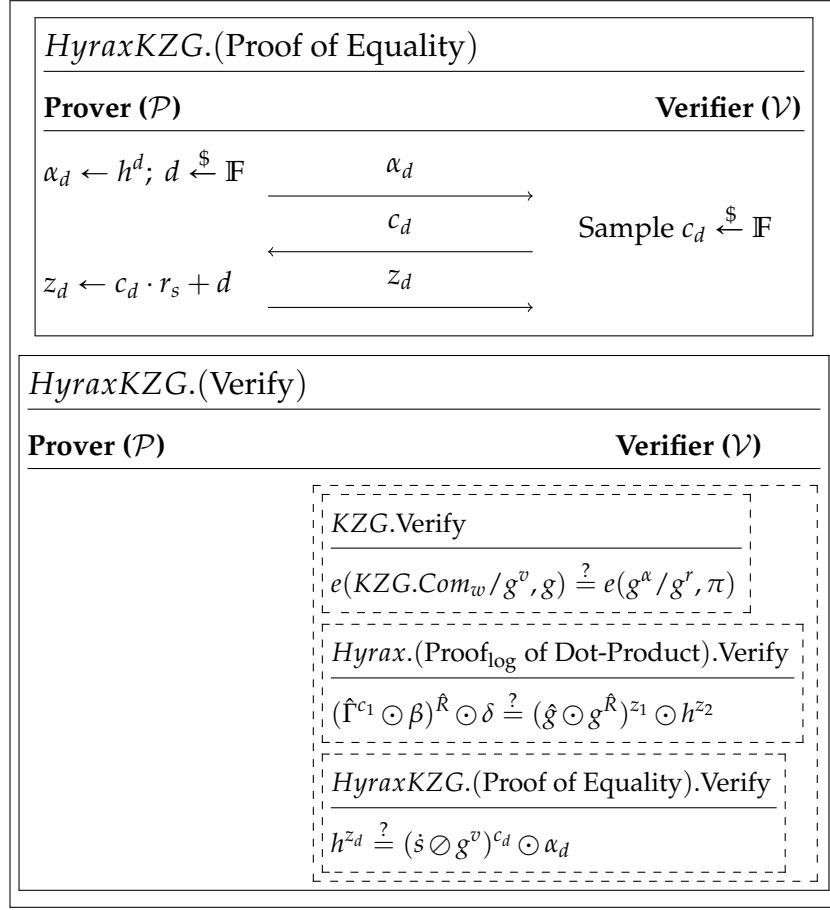 HyraxKZG.(Proof of Equality)
Prover (𝒫) Verifier (𝒱)
α_d ← h^d; d ←$ 𝔽 α_d
c_d Sample c_d ←$ 𝔽
z_d ← c_d · r_s + d z_d
HyraxKZG.(Verify)
Prover (𝒫) Verifier (𝒱)
KZG.Verify
e(KZG.Com_w/g^v, g) ≟ e(g^α/g^r, π)
Hyrax.(Proof_log of Dot-Product).Verify
(Γ̂^{c_1} ⊙ β)^{R̂} ⊙ δ ≟ (ĝ ⊙ g^{R̂})^{z_1} ⊙ h^{z_2}
HyraxKZG.(Proof of Equality).Verify
h^{z_d} ≟ (ṡ ⊘ g^v)^{c_d} ⊙ α_d